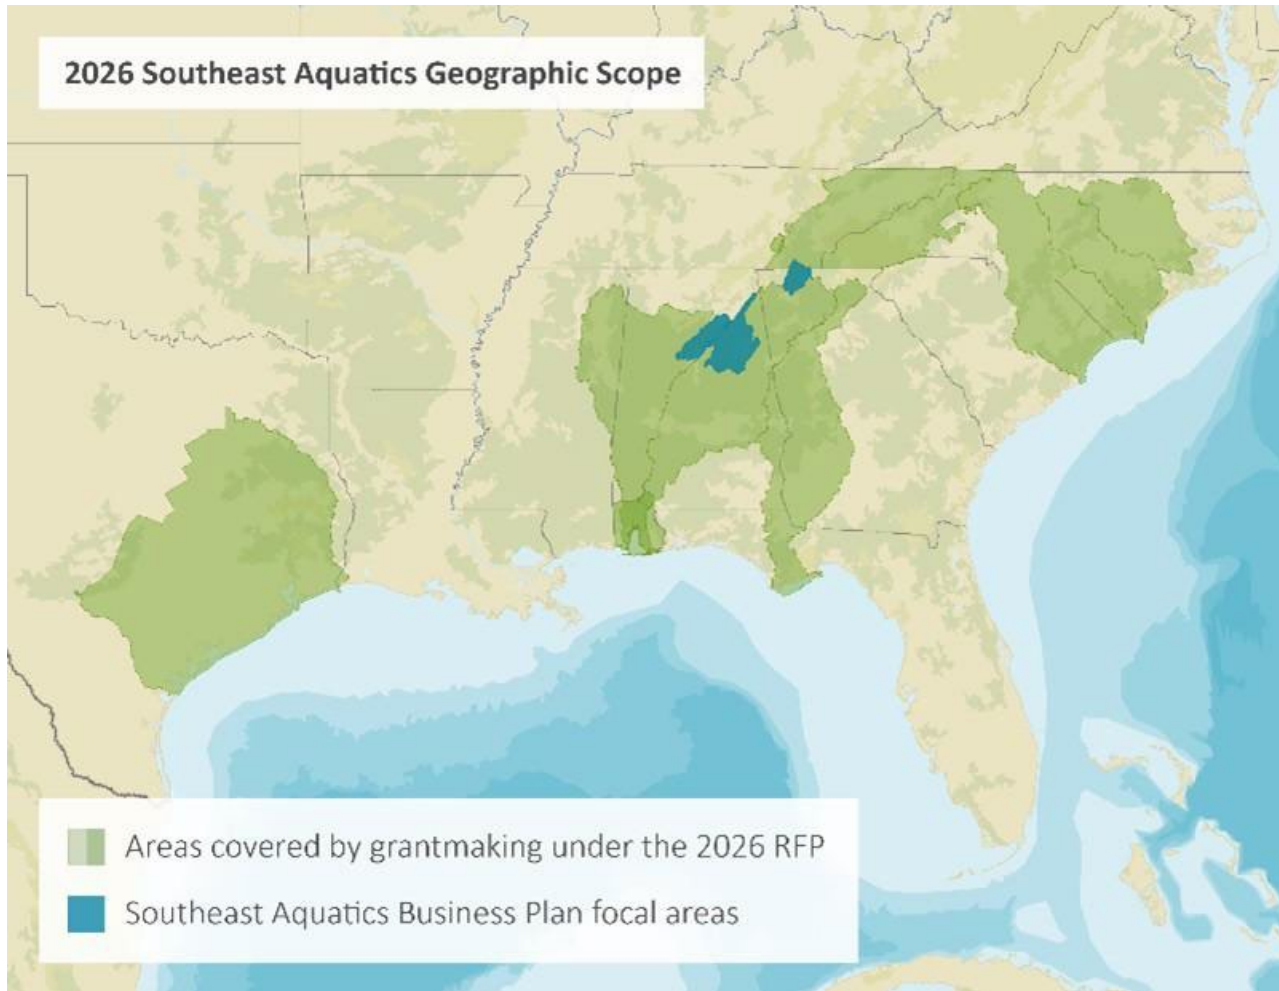 2026 Southeast Aquatics Geographic Scope
Areas covered by grantmaking under the 2026 RFP
Southeast Aquatics Business Plan focal areas